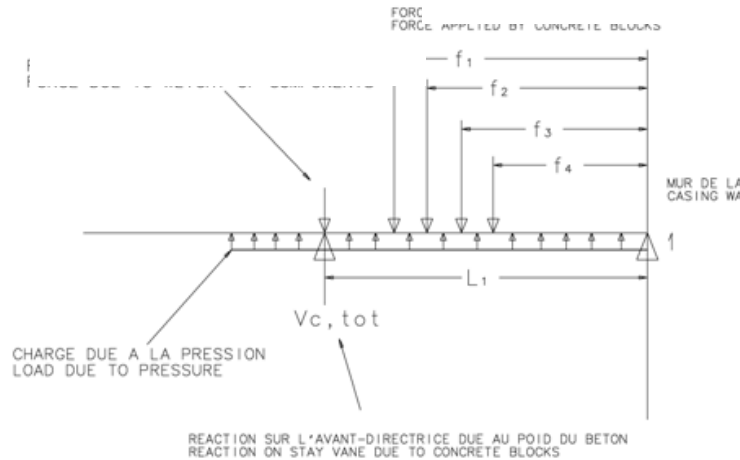 FORC
FORCE APPLIED BY CONCRETE BLOCKS
f₁
f₂
f₃
f₄
MUR DE LA
CASING WA
1
L₁
Vc, tot
CHARGE DUE A LA PRESSION
LOAD DUE TO PRESSURE
REACTION SUR L'AVANT-DIRECTRICE DUE AU POID DU BETON
REACTION ON STAY VANE DUE TO CONCRETE BLOCKS